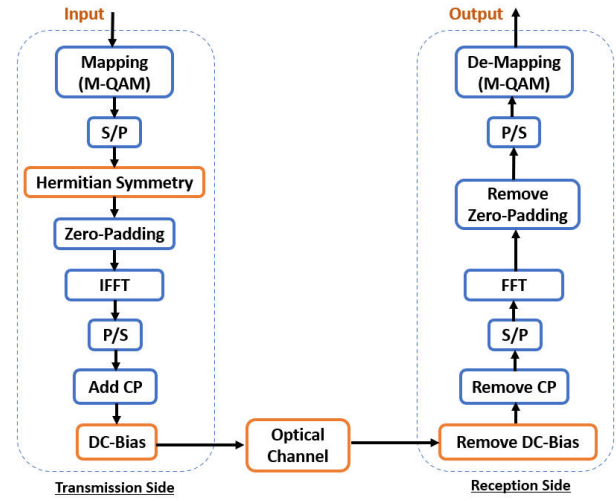 Input
Mapping
(M-QAM)
S/P
Hermitian Symmetry
Zero-Padding
IFFT
P/S
Add CP
DC-Bias
Transmission Side
Optical
Channel
Output
De-Mapping
(M-QAM)
P/S
Remove
Zero-Padding
FFT
S/P
Remove CP
Remove DC-Bias
Reception Side